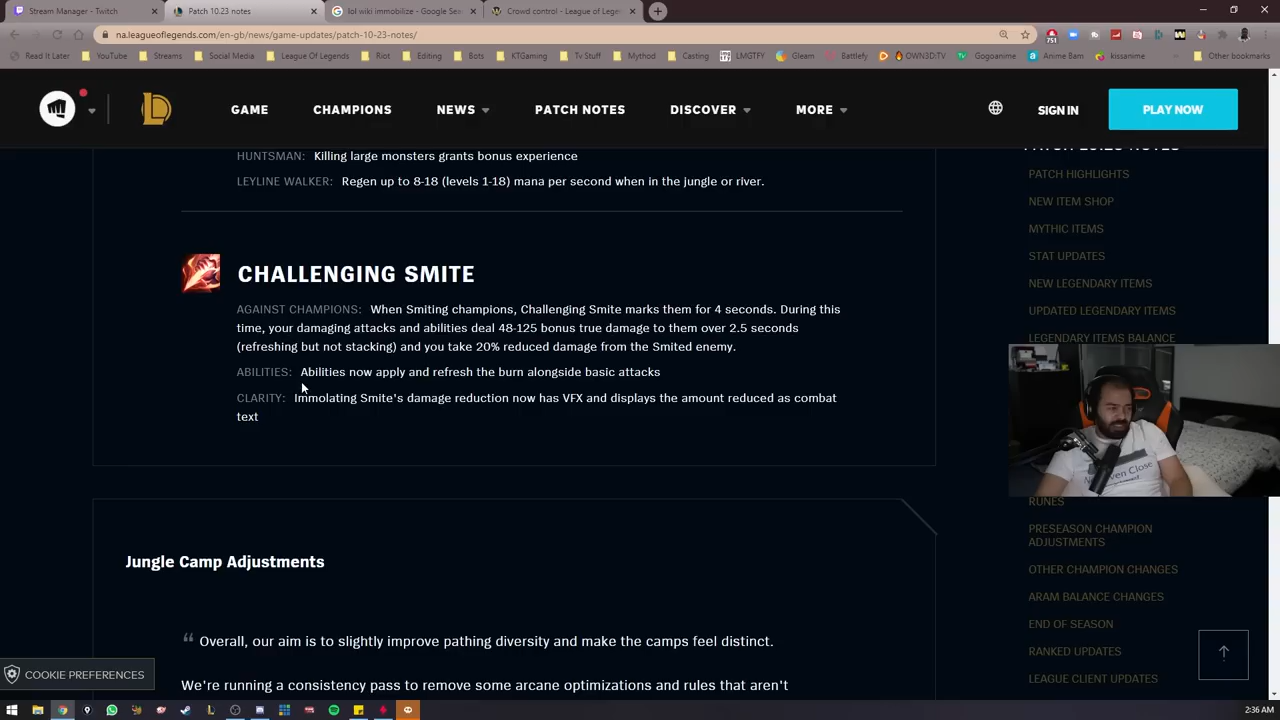 Stream Manager - Twitch
Patch 10.23 notes
lol wiki immobilize - Google Sea
Crowd control - League of Leger
na.leagueoflegends.com/en-gb/news/game-updates/patch-10-23-notes/
751
Read It Later
YouTube
Streams
Social Media
League Of Legends
Riot
Editing
Bots
KTGaming
Tv Stuff
Mythod
Casting
LMGTFY
Gleam
Battlefy
OWN3D:TV
Gogoanime
Anime Bam
kissanime
Other bookmarks
GAME
CHAMPIONS
NEWS
PATCH NOTES
DISCOVER
MORE
SIGN IN
PLAY NOW
HUNTSMAN: Killing large monsters grants bonus experience
LEYLINE WALKER: Regen up to 8-18 (levels 1-18) mana per second when in the jungle or river.
CHALLENGING SMITE
AGAINST CHAMPIONS: When Smiting champions, Challenging Smite marks them for 4 seconds. During this
time, your damaging attacks and abilities deal 48-125 bonus true damage to them over 2.5 seconds
(refreshing but not stacking) and you take 20% reduced damage from the Smited enemy.
ABILITIES: Abilities now apply and refresh the burn alongside basic attacks
CLARITY: Immolating Smite's damage reduction now has VFX and displays the amount reduced as combat
text
Jungle Camp Adjustments
“ Overall, our aim is to slightly improve pathing diversity and make the camps feel distinct.
We're running a consistency pass to remove some arcane optimizations and rules that aren't
PATCH 10.23 NOTES
PATCH HIGHLIGHTS
NEW ITEM SHOP
MYTHIC ITEMS
STAT UPDATES
NEW LEGENDARY ITEMS
UPDATED LEGENDARY ITEMS
LEGENDARY ITEMS BALANCE
RUNES
PRESEASON CHAMPION
ADJUSTMENTS
OTHER CHAMPION CHANGES
ARAM BALANCE CHANGES
END OF SEASON
RANKED UPDATES
LEAGUE CLIENT UPDATES
COOKIE PREFERENCES
2:36 AM